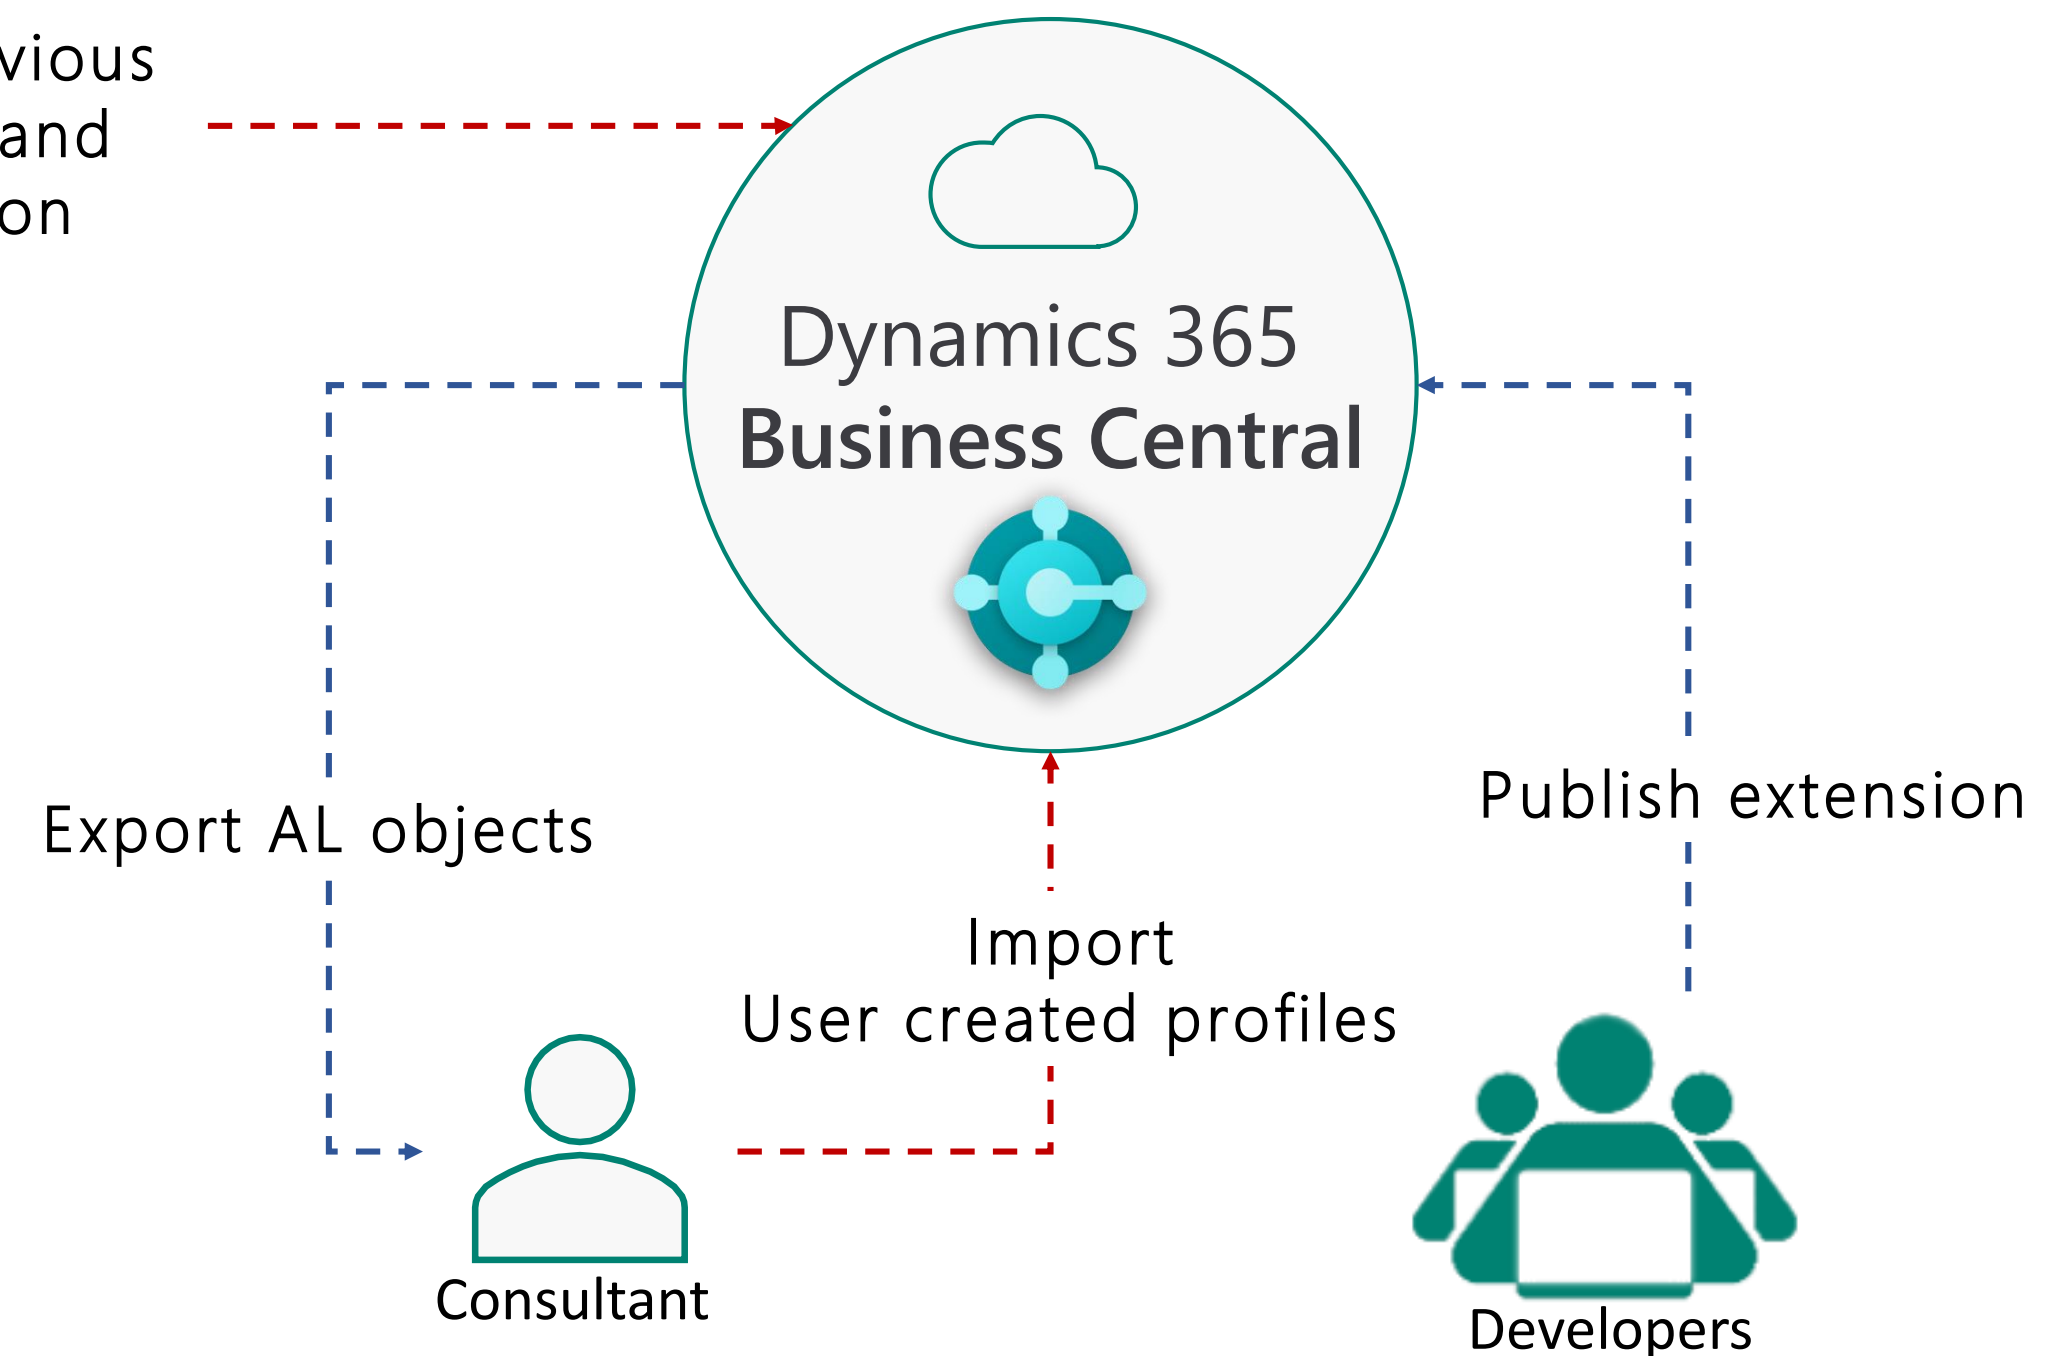 vious
and
on
Dynamics 365
Business Central
Export AL objects
Publish extension
Import
User created profiles
Consultant
Developers